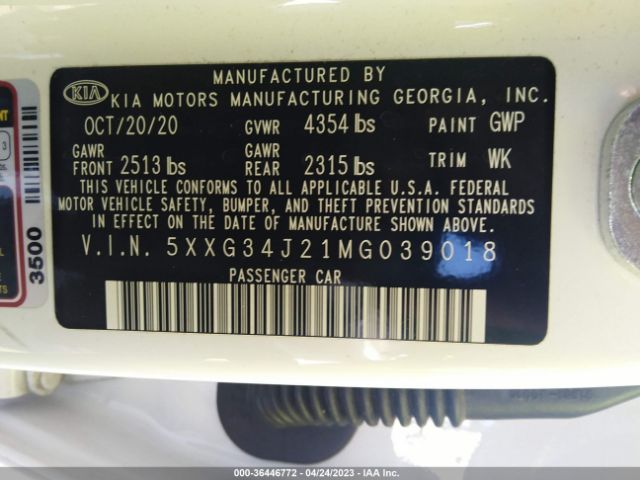 MANUFACTURED BY
KIA KIA MOTORS MANUFACTURING GEORGIA, INC.
OCT/20/20 GVWR 4354 lbs PAINT GWP
GAWR FRONT 2513 lbs GAWR REAR 2315 lbs TRIM WK
THIS VEHICLE CONFORMS TO ALL APPLICABLE U.S.A. FEDERAL
MOTOR VEHICLE SAFETY, BUMPER, AND THEFT PREVENTION STANDARDS
IN EFFECT ON THE DATE OF MANUFACTURE SHOWN ABOVE.
V.I.N. 5XXG34J21MG039018
PASSENGER CAR
3500
000-36446772 - 04/24/2023 - IAA Inc.